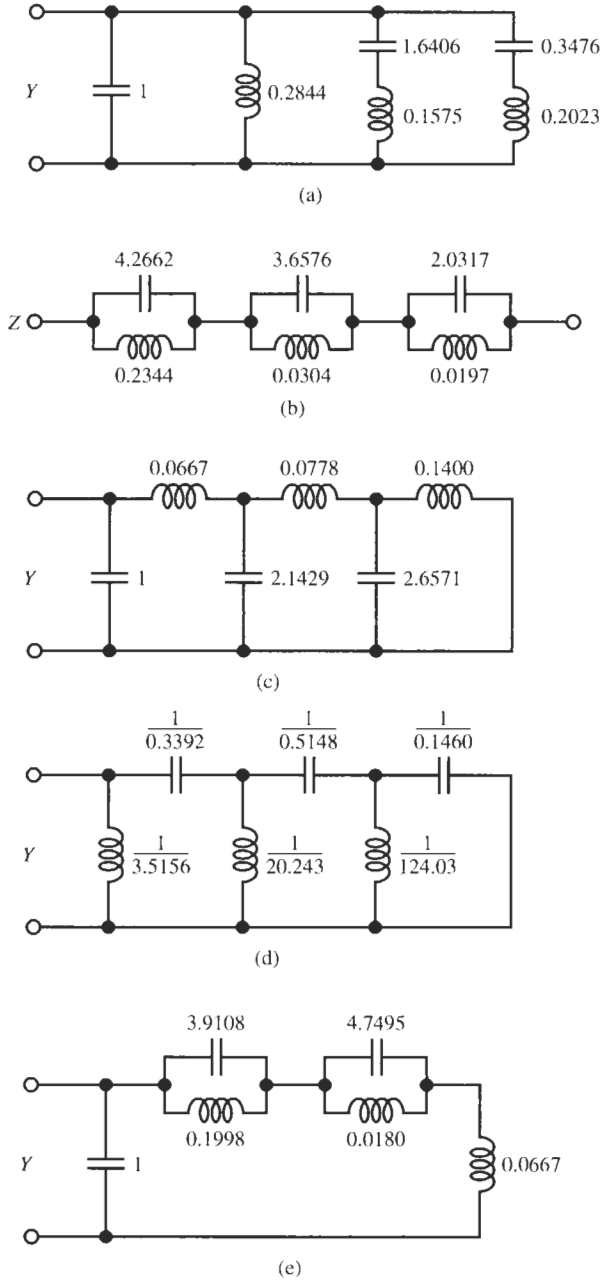 1.6406 0.3476
Y 1 0.2844
0.1575 0.2023
(a)
4.2662 3.6576 2.0317
Z
0.2344 0.0304 0.0197
(b)
0.0667 0.0778 0.1400
Y 1 2.1429 2.6571
(c)
1 1 1
0.3392 0.5148 0.1460
Y 1 1 1
3.5156 20.243 124.03
(d)
3.9108 4.7495
0.1998 0.0180
Y 1 0.0667
(e)